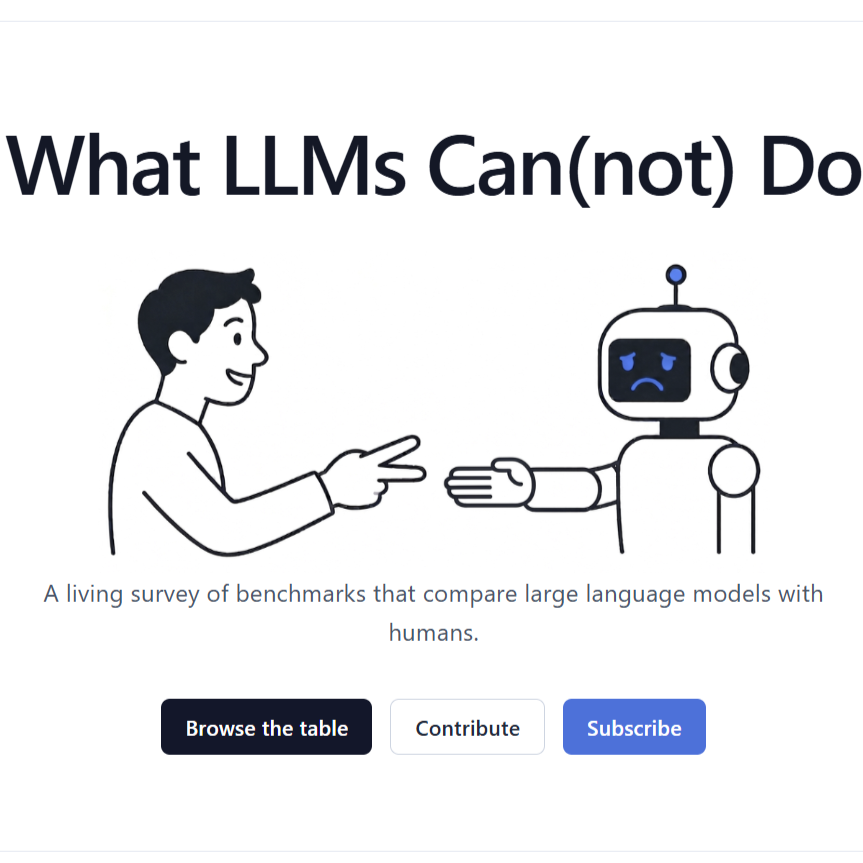 What LLMs Can(not) Do
A living survey of benchmarks that compare large language models with
humans.
Browse the table
Contribute
Subscribe